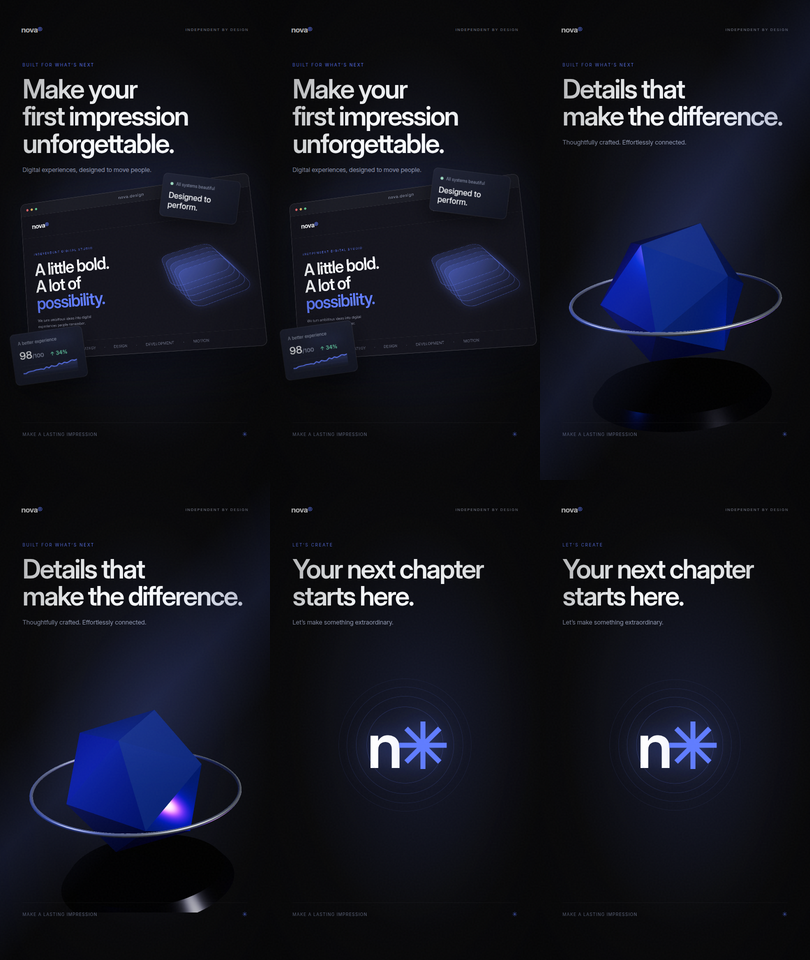 nova
INDEPENDENT BY DESIGN
BUILT FOR WHAT'S NEXT
Make your
first impression
unforgettable.
Digital experiences, designed to move people.
nova design
All systems beautiful
Designed to
perform.
nova
INDEPENDENT DIGITAL STUDIO
A little bold.
A lot of
possibility.
A better experience
98/100 ↑ 34%
DESIGN
DEVELOPMENT
MOTION
MAKE A LASTING IMPRESSION
nova
INDEPENDENT BY DESIGN
BUILT FOR WHAT'S NEXT
Make your
first impression
unforgettable.
Digital experiences, designed to move people.
nova design
All systems beautiful
Designed to
perform.
nova
INDEPENDENT DIGITAL STUDIO
A little bold.
A lot of
possibility.
A better experience
98/100 ↑ 34%
DESIGN
DEVELOPMENT
MOTION
MAKE A LASTING IMPRESSION
nova
INDEPENDENT BY DESIGN
BUILT FOR WHAT'S NEXT
Details that
make the difference.
Thoughtfully crafted. Effortlessly connected.
MAKE A LASTING IMPRESSION
nova
INDEPENDENT BY DESIGN
BUILT FOR WHAT'S NEXT
Details that
make the difference.
Thoughtfully crafted. Effortlessly connected.
MAKE A LASTING IMPRESSION
nova
INDEPENDENT BY DESIGN
LET'S CREATE
Your next chapter
starts here.
Let's make something extraordinary.
n
MAKE A LASTING IMPRESSION
nova
INDEPENDENT BY DESIGN
LET'S CREATE
Your next chapter
starts here.
Let's make something extraordinary.
n
MAKE A LASTING IMPRESSION